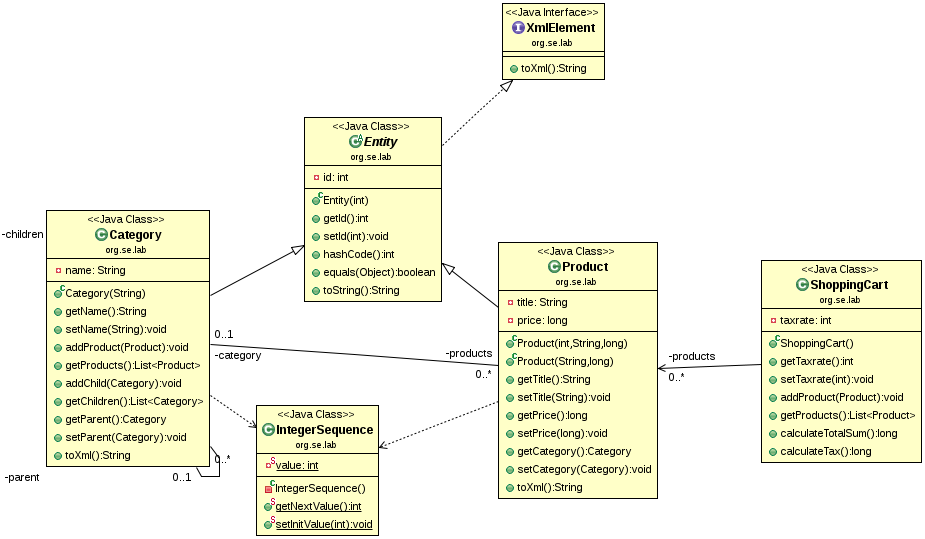 <<Java Interface>>
XmlElement
org.se.lab
toXml():String
<<Java Class>>
Entity
org.se.lab
id: int
Entity(int)
getId():int
setId(int):void
hashCode():int
equals(Object):boolean
toString():String
-children
<<Java Class>>
Category
org.se.lab
name: String
Category(String)
getName():String
setName(String):void
addProduct(Product):void
getProducts():List<Product>
addChild(Category):void
getChildren():List<Category>
getParent():Category
setParent(Category):void
toXml():String
-parent
0..1
0..*
0..1
-category
-products
0..*
<<Java Class>>
IntegerSequence
org.se.lab
value: int
IntegerSequence()
getNextValue():int
setInitValue(int):void
<<Java Class>>
Product
org.se.lab
title: String
price: long
Product(int,String,long)
Product(String,long)
getTitle():String
setTitle(String):void
getPrice():long
setPrice(long):void
getCategory():Category
setCategory(Category):void
toXml():String
-products
0..*
<<Java Class>>
ShoppingCart
org.se.lab
taxrate: int
ShoppingCart()
getTaxrate():int
setTaxrate(int):void
addProduct(Product):void
getProducts():List<Product>
calculateTotalSum():long
calculateTax():long